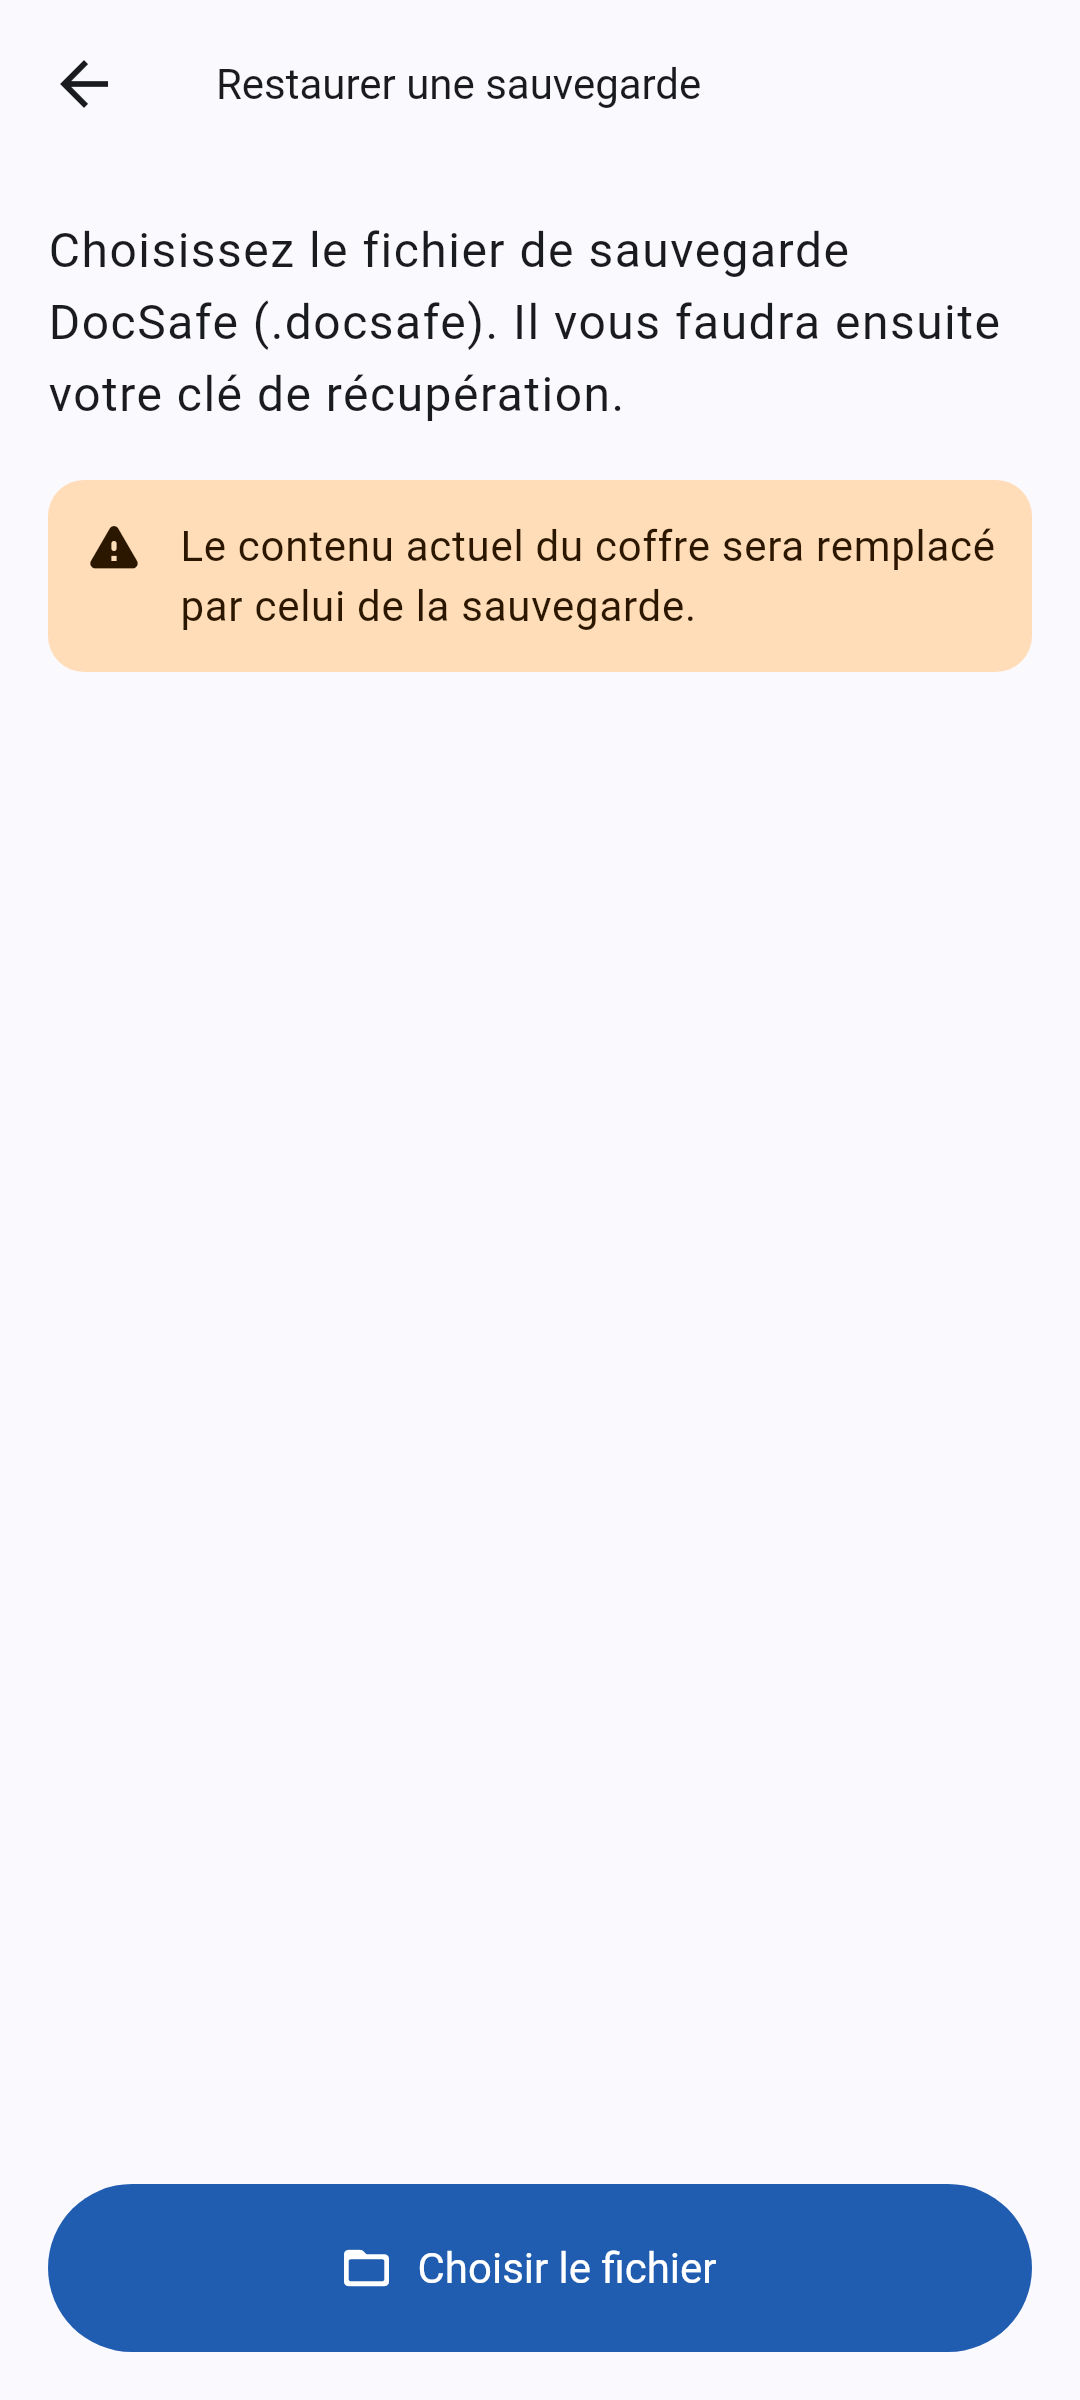 Restaurer une sauvegarde
Choisissez le fichier de sauvegarde
DocSafe (.docsafe). Il vous faudra ensuite
votre clé de récupération.
Le contenu actuel du coffre sera remplacé
par celui de la sauvegarde.
Choisir le fichier